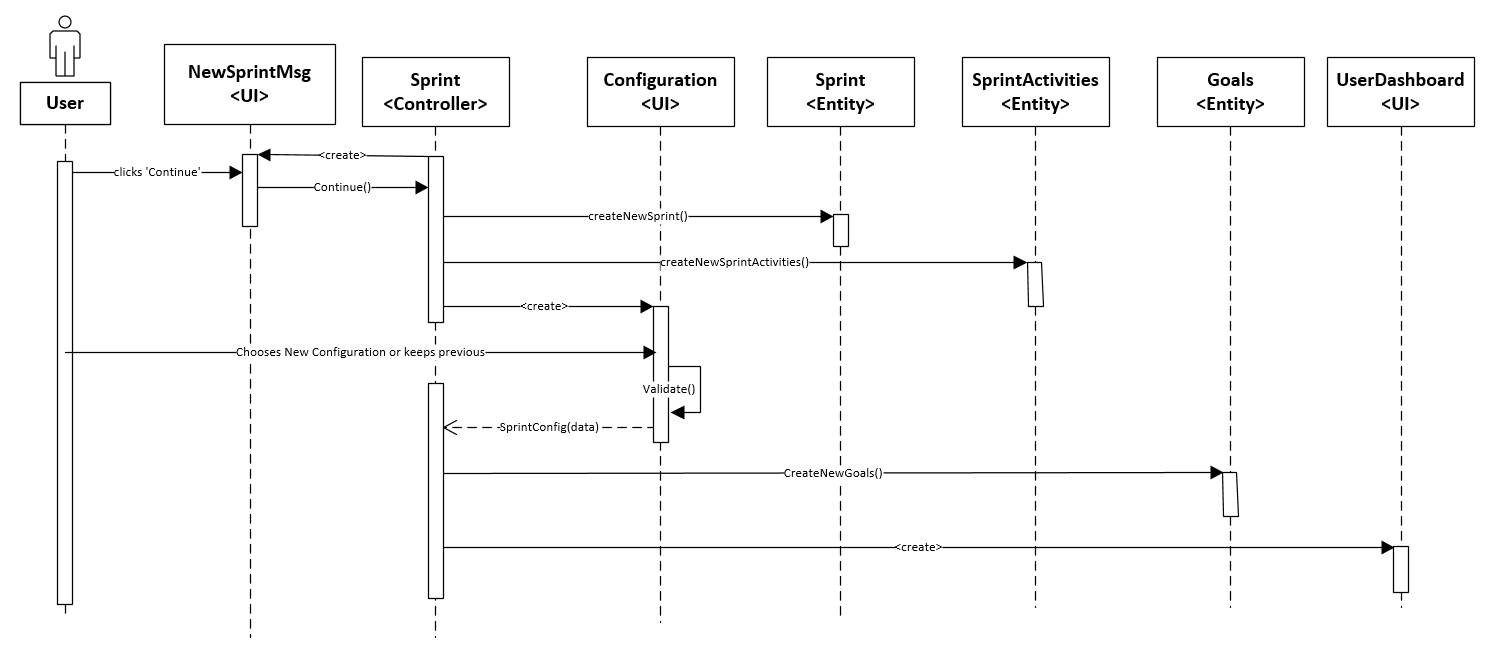 User
NewSprintMsg
<UI>
Sprint
<Controller>
Configuration
<UI>
Sprint
<Entity>
SprintActivities
<Entity>
Goals
<Entity>
UserDashboard
<UI>
<create>
clicks 'Continue'
Continue()
createNewSprint()
createNewSprintActivities()
<create>
Chooses New Configuration or keeps previous
Validate()
SprintConfig(data)
CreateNewGoals()
<create>